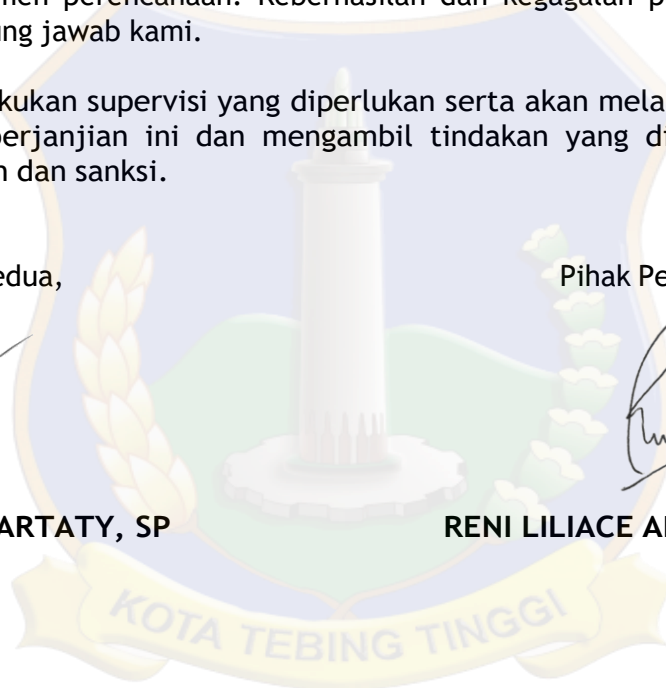 men perencanaan. Keberhasilan dan kegagalan p
ung jawab kami.
kukan supervisi yang diperlukan serta akan mela
perjanjian ini dan mengambil tindakan yang di
n dan sanksi.
edua, Pihak Pe
ARTATY, SP RENI LILIACE A
KOTA TEBING TINGGI